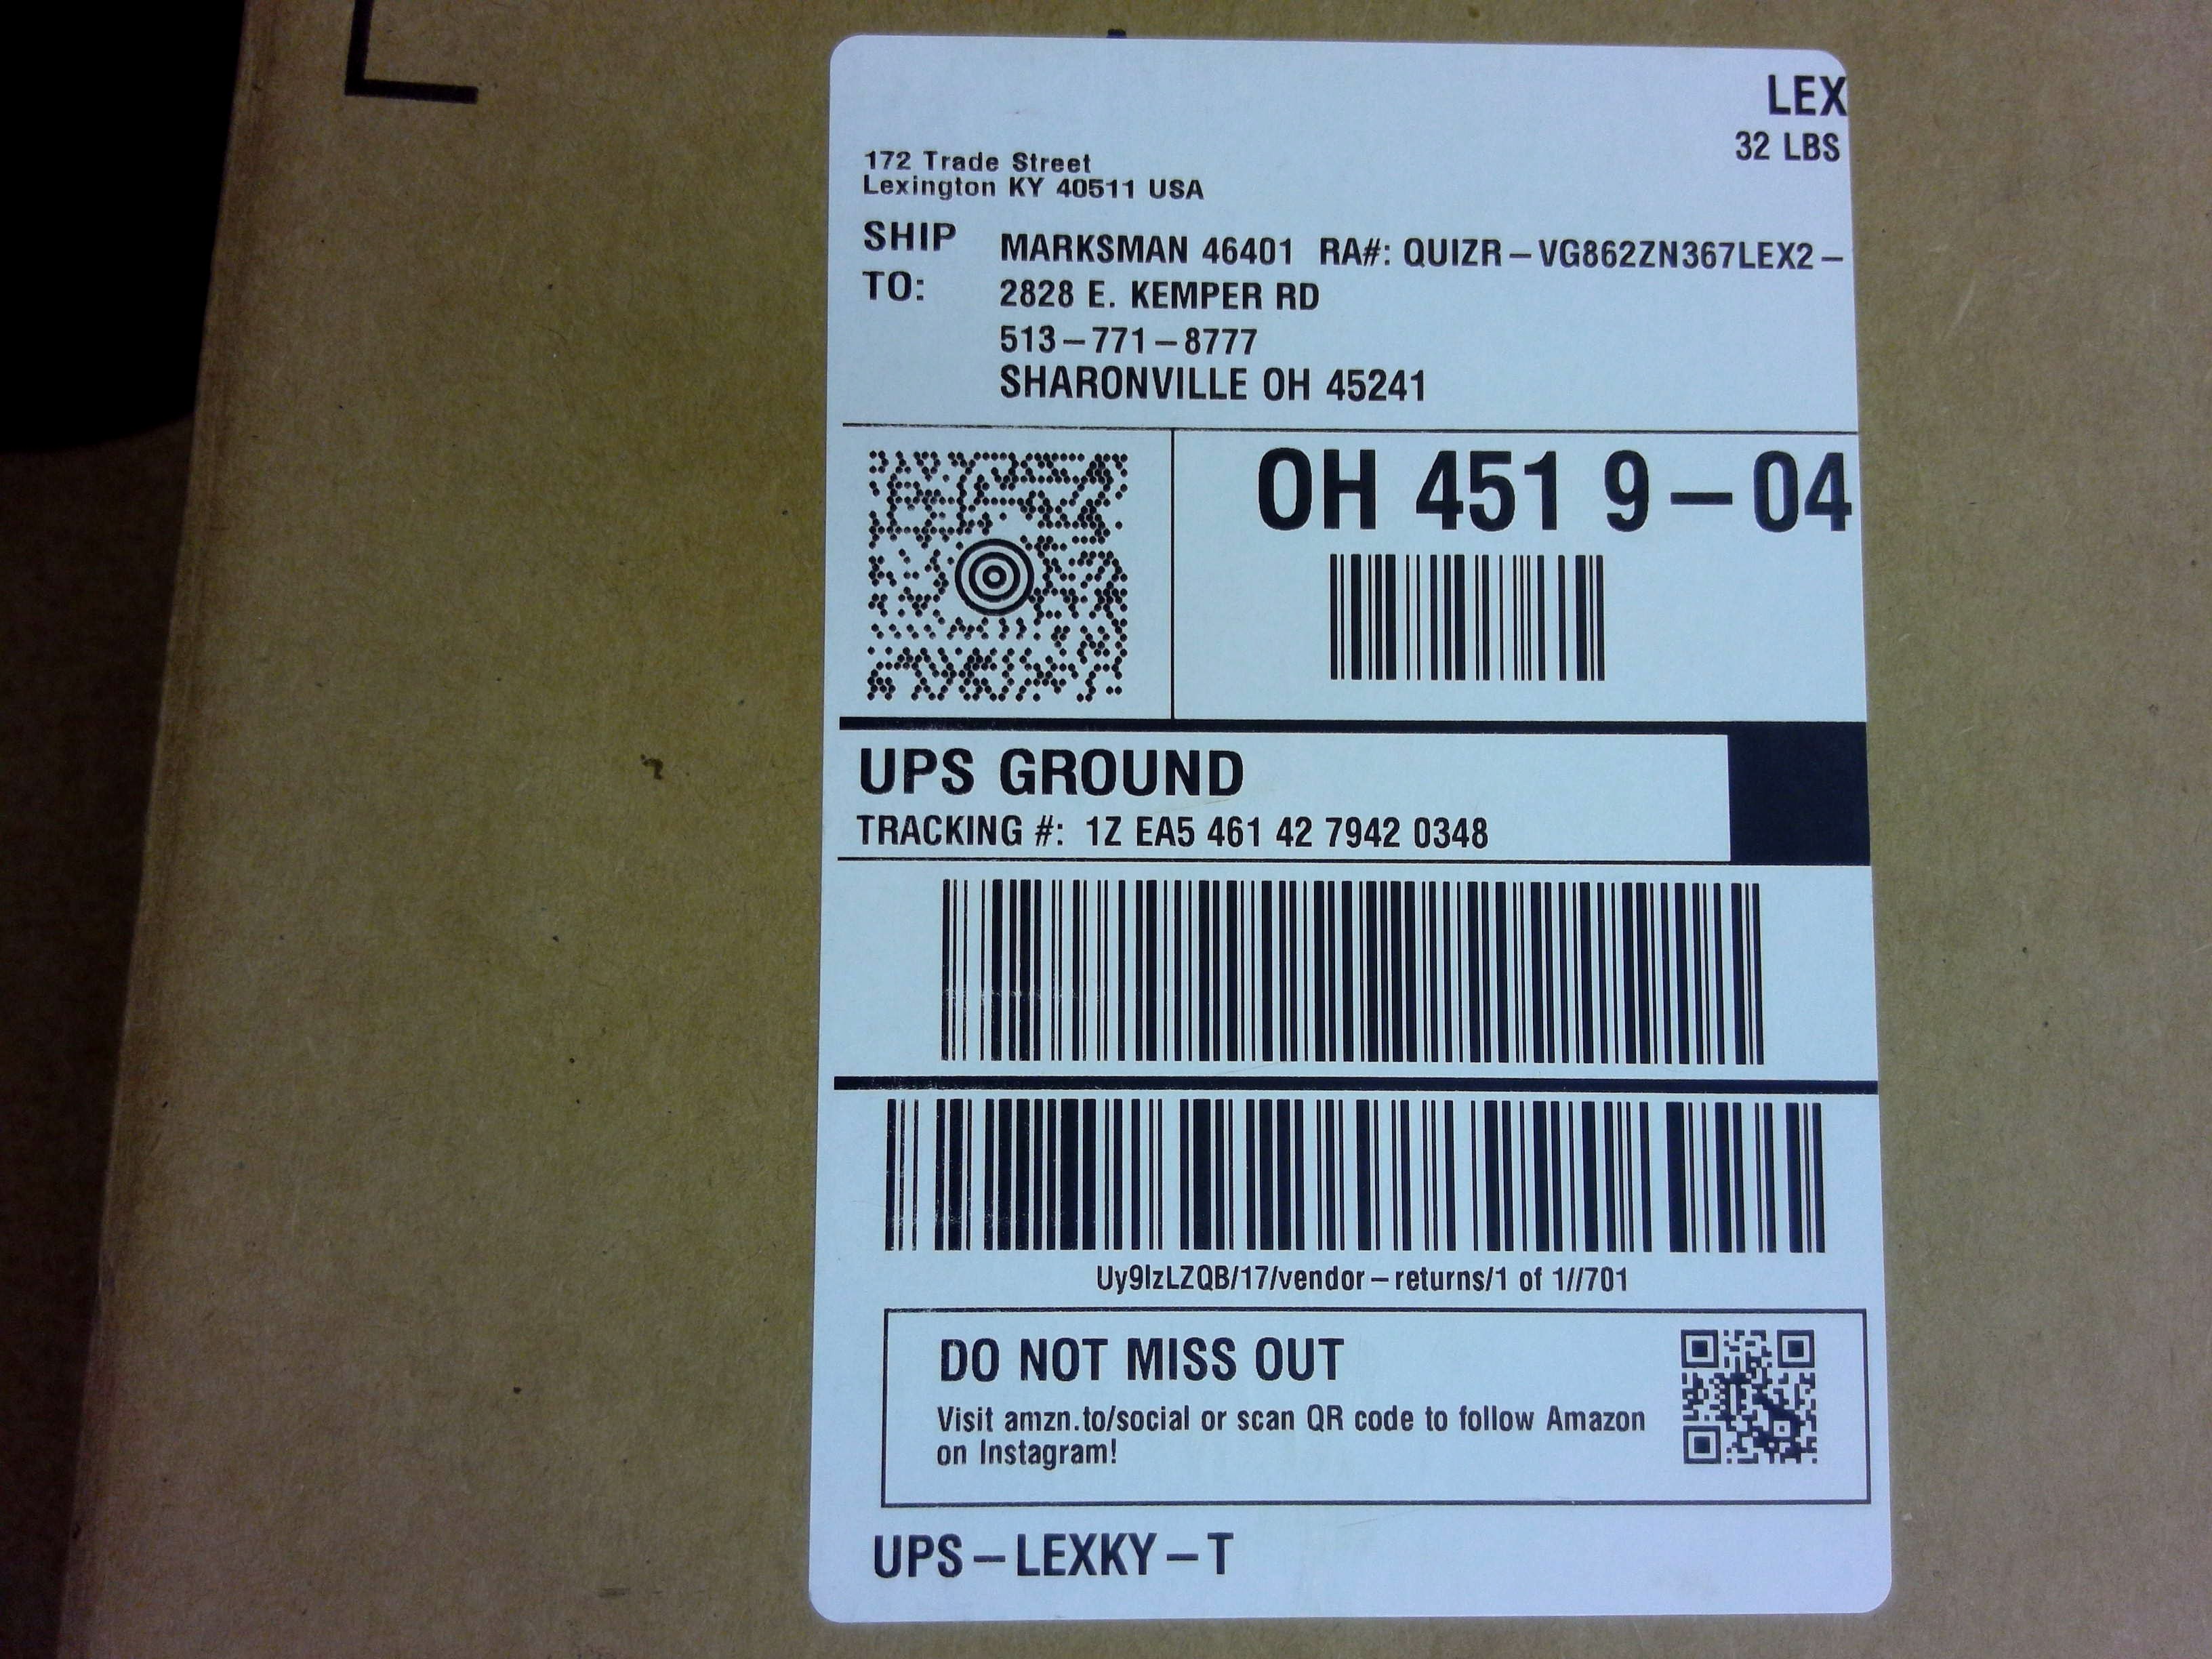 LEX
32 LBS
172 Trade Street
Lexington KY 40511 USA
SHIP TO:
MARKSMAN 46401 RA#: QUIZR-VG862ZN367LEX2-
2828 E. KEMPER RD
513-771-8777
SHARONVILLE OH 45241
OH 451 9-04
UPS GROUND
TRACKING #: 1Z EA5 461 42 7942 0348
Uy9IzLZQB/17/vendor-returns/1 of 1//701
DO NOT MISS OUT
Visit amzn.to/social or scan QR code to follow Amazon
on Instagram!
UPS-LEXKY-T